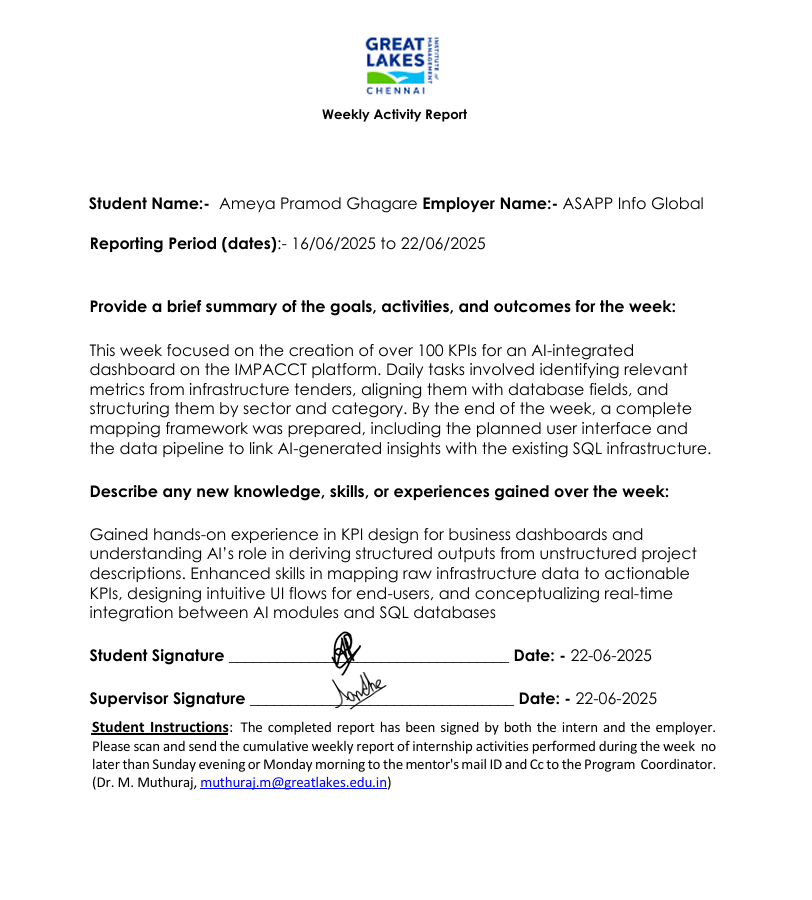 GREAT
LAKES
INSTITUTE of
MANAGEMENT
CHENNAI
Weekly Activity Report
Student Name:- Ameya Pramod Ghagare Employer Name:- ASAPP Info Global
Reporting Period (dates):- 16/06/2025 to 22/06/2025
Provide a brief summary of the goals, activities, and outcomes for the week:
This week focused on the creation of over 100 KPIs for an AI-integrated
dashboard on the IMPACCT platform. Daily tasks involved identifying relevant
metrics from infrastructure tenders, aligning them with database fields, and
structuring them by sector and category. By the end of the week, a complete
mapping framework was prepared, including the planned user interface and
the data pipeline to link AI-generated insights with the existing SQL infrastructure.
Describe any new knowledge, skills, or experiences gained over the week:
Gained hands-on experience in KPI design for business dashboards and
understanding AI’s role in deriving structured outputs from unstructured project
descriptions. Enhanced skills in mapping raw infrastructure data to actionable
KPIs, designing intuitive UI flows for end-users, and conceptualizing real-time
integration between AI modules and SQL databases
Student Signature ___________________________________ Date: - 22-06-2025
Supervisor Signature _________________________________ Date: - 22-06-2025
Student Instructions: The completed report has been signed by both the intern and the employer.
Please scan and send the cumulative weekly report of internship activities performed during the week no
later than Sunday evening or Monday morning to the mentor's mail ID and Cc to the Program Coordinator.
(Dr. M. Muthuraj, muthuraj.m@greatlakes.edu.in)